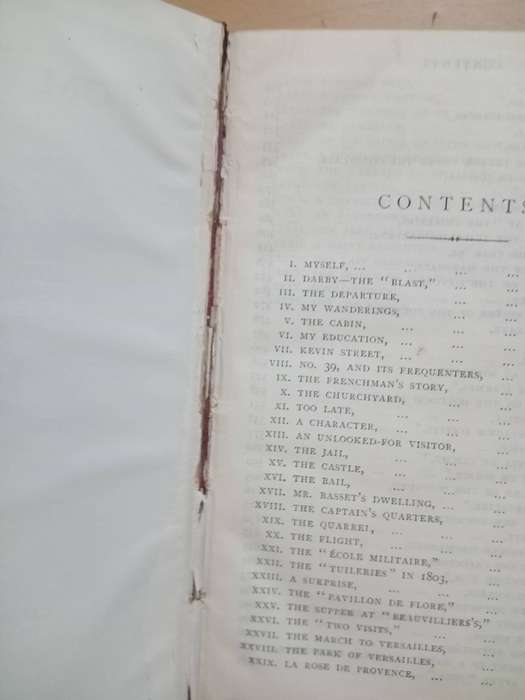 CONTENTS
I. MYSELF, ... ... ... ...
II. DARBY—THE "BLAST," ... ...
III. THE DEPARTURE, ... ...
IV. MY WANDERINGS, ... ...
V. THE CABIN, ... ... ...
VI. MY EDUCATION, ... ... ...
VII. KEVIN STREET, ... ... ...
VIII. NO. 39, AND ITS FREQUENTERS, ...
IX. THE FRENCHMAN'S STORY, ...
X. THE CHURCHYARD, ... ...
XI. TOO LATE, ... ... ...
XII. A CHARACTER, ... ... ...
XIII. AN UNLOOKED-FOR VISITOR, ...
XIV. THE JAIL, ... ... ...
XV. THE CASTLE, ... ... ...
XVI. THE BAIL, ... ... ...
XVII. MR. BASSET'S DWELLING, ... ...
XVIII. THE CAPTAIN'S QUARTERS, ...
XIX. THE QUARREL, ... ... ...
XX. THE FLIGHT, ... ... ...
XXI. THE "ÉCOLE MILITAIRE," ...
XXII. THE "TUILERIES" IN 1803, ...
XXIII. A SURPRISE, ... ... ...
XXIV. THE "PAVILLON DE FLORE," ...
XXV. THE SUPPER AT "BEAUVILLIERS'S,"
XXVI. THE "TWO VISITS," ... ...
XXVII. THE MARCH TO VERSAILLES, ...
XXVIII. THE PARK OF VERSAILLES, ...
XXIX. LA ROSE DE PROVENCE, ... ...